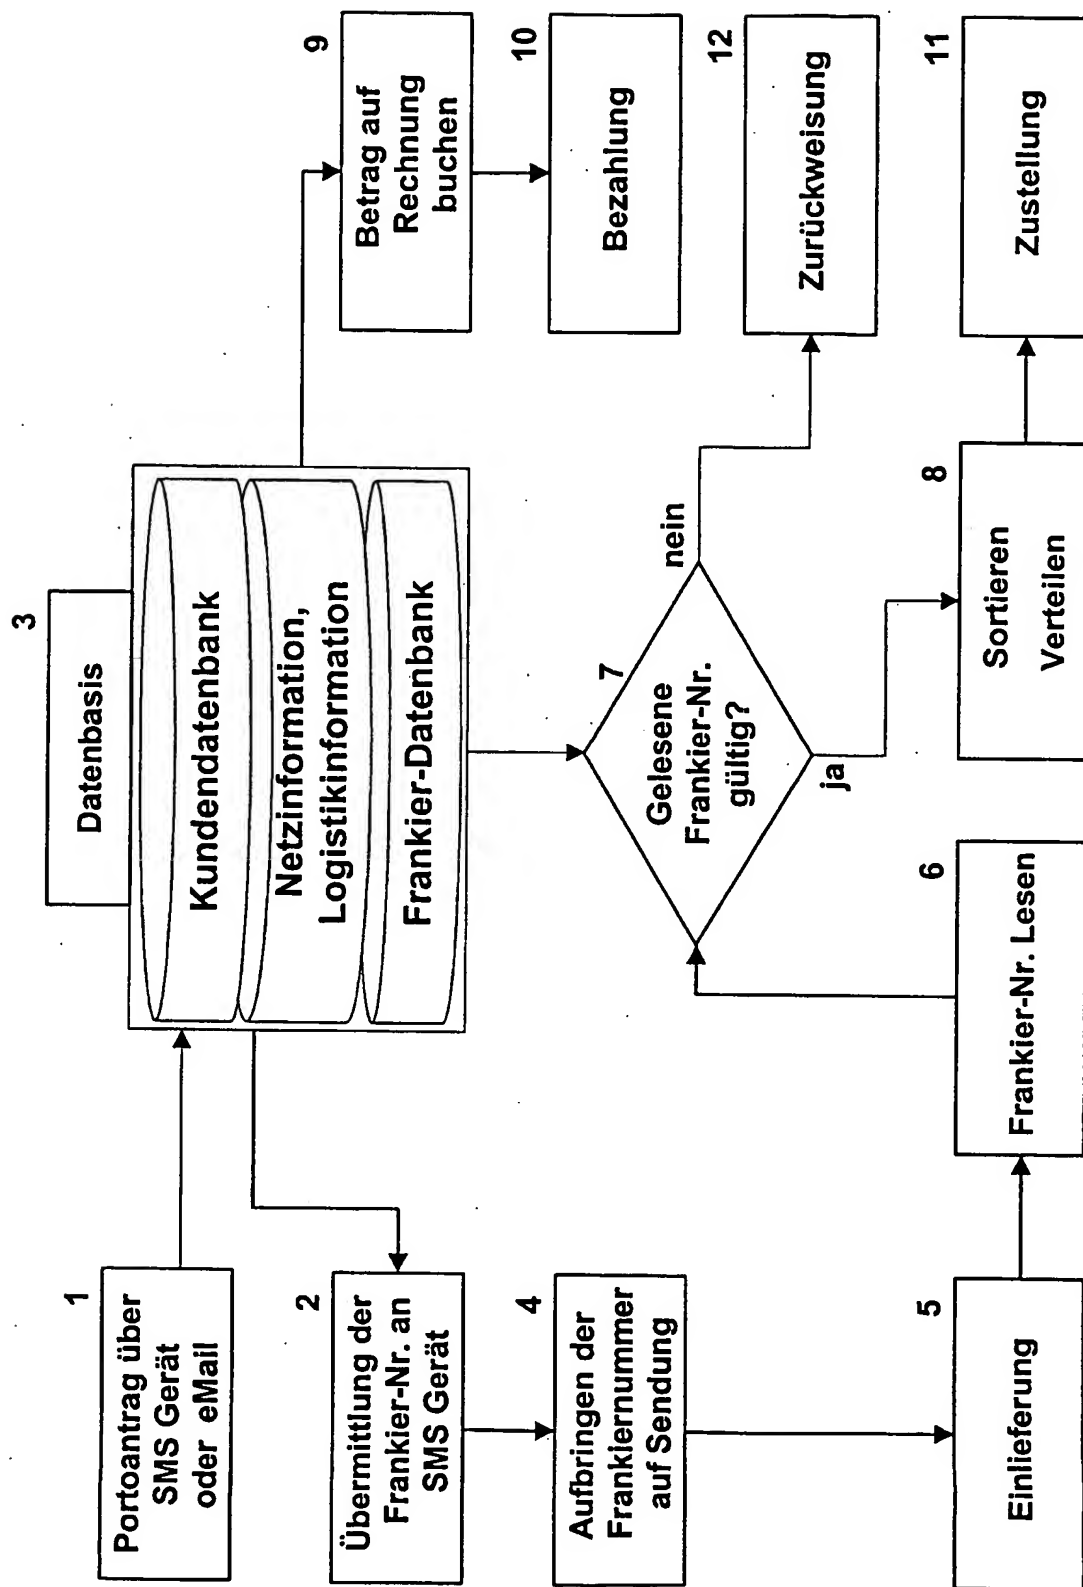 1
Portoantrag über
SMS Gerät
oder eMail
3
Datenbasis
Kundendatenbank
Netzinformation,
Logistikinformation
Frankier-Datenbank
2
Übermittlung der
Frankier-Nr. an
SMS Gerät
9
Betrag auf
Rechnung
buchen
4
Aufbringen der
Frankiernummer
auf Sendung
10
Bezahlung
7
Gelesene
Frankier-Nr.
gültig?
nein
ja
12
Zurückweisung
5
Einlieferung
6
Frankier-Nr. Lesen
8
Sortieren
Verteilen
11
Zustellung